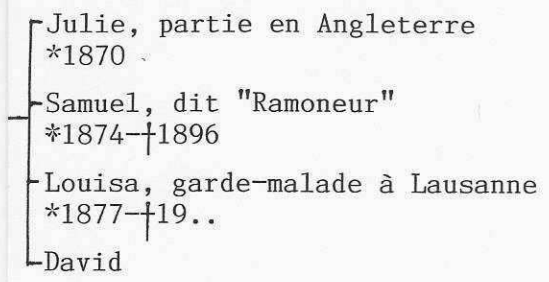 Julie, partie en Angleterre
*1870
Samuel, dit "Ramoneur"
*1874-†1896
Louisa, garde-malade à Lausanne
*1877-†19..
David